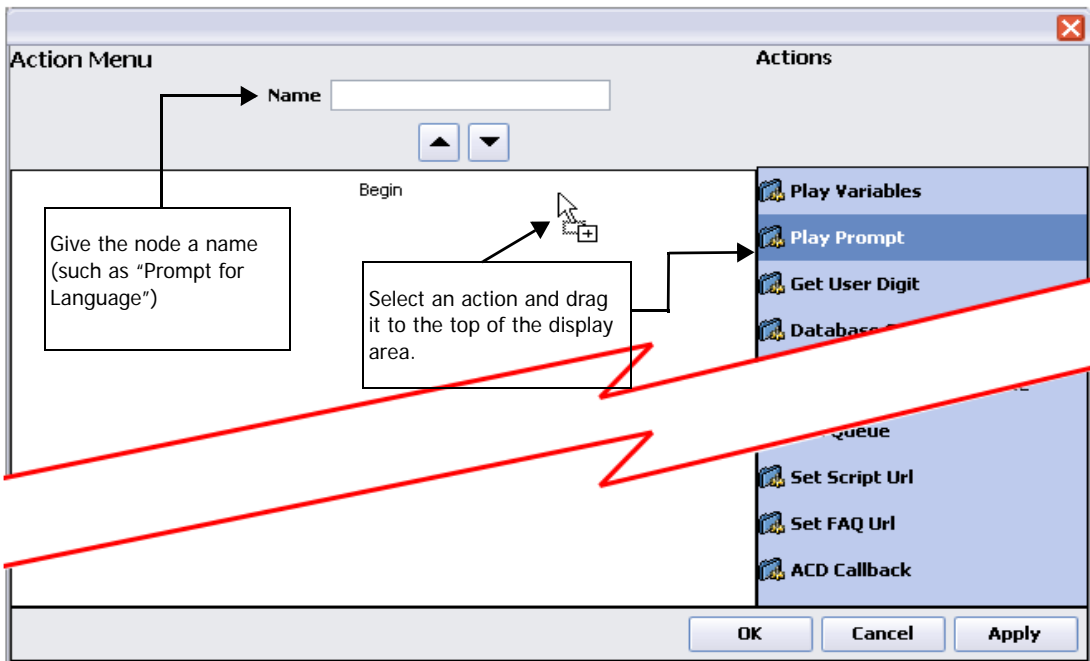 Action Menu
Actions
Name
Begin
Give the node a name
(such as “Prompt for
Language”)
Select an action and drag
it to the top of the display
area.
Play Variables
Play Prompt
Get User Digit
Database
Queue
Set Script Url
Set FAQ Url
ACD Callback
OK
Cancel
Apply